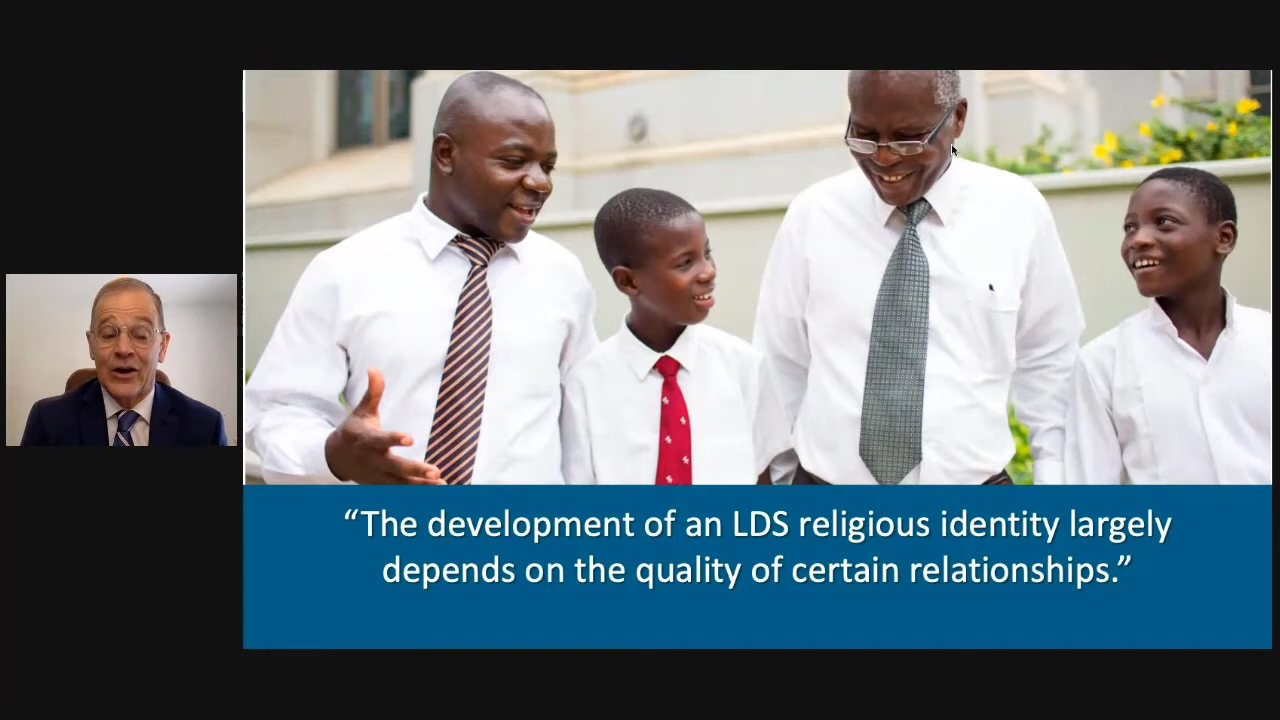 “The development of an LDS religious identity largely
depends on the quality of certain relationships.”